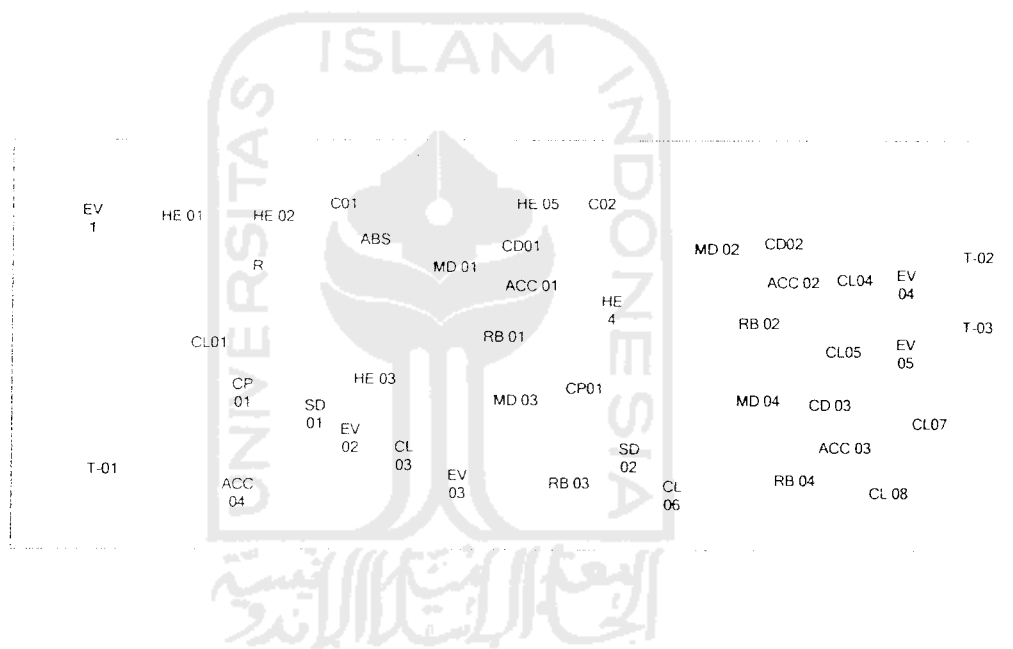 ISLAM
UNIVERSITAS
INDONESIA
EV
1
HE 01
HE 02
C01
HE 05
C02
ABS
CD01
MD 02
CD02
R
MD 01
T-02
ACC 01
ACC 02
CL04
EV
04
HE
4
RB 02
T-03
CL01
RB 01
CL05
EV
05
CP
01
HE 03
MD 03
CP01
MD 04
CD 03
SD
01
EV
02
CL07
CL
03
SD
02
ACC 03
T-01
ACC
04
EV
03
RB 03
CL
06
RB 04
CL 08